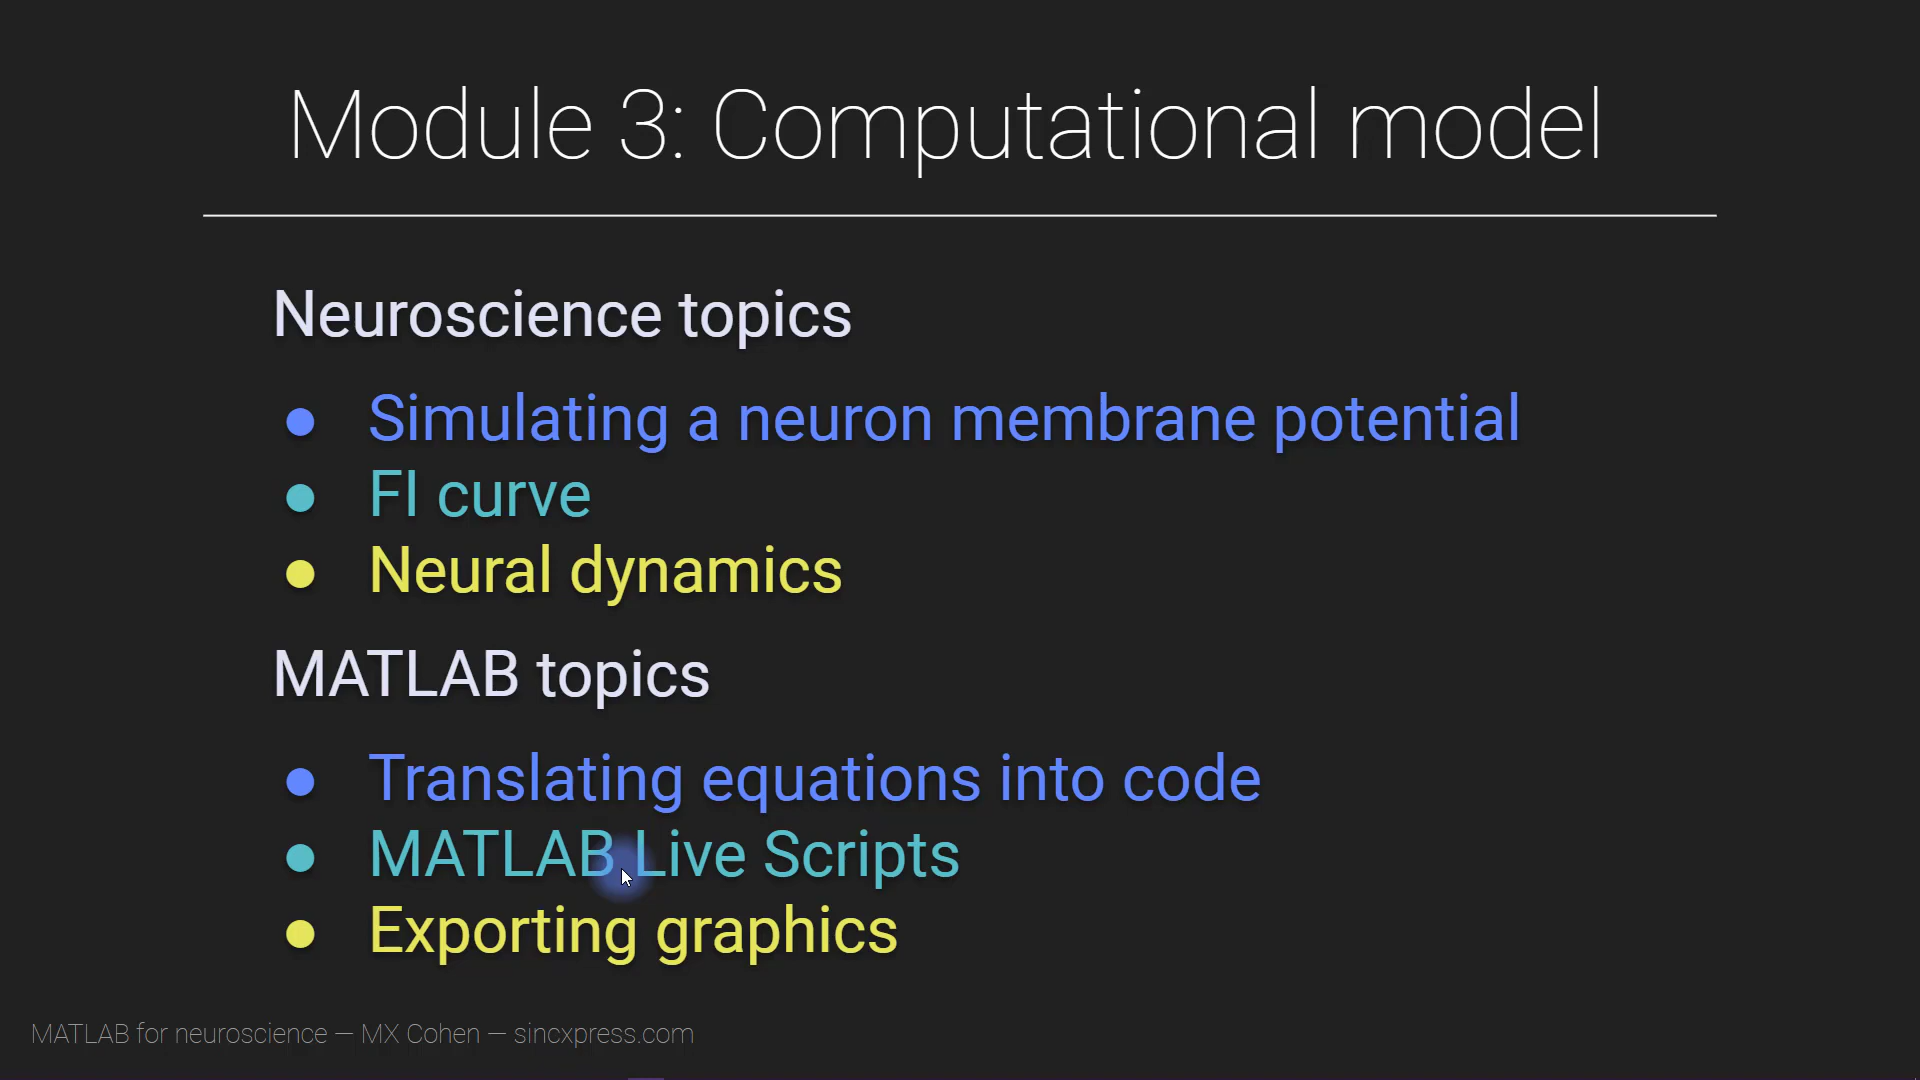 Module 3: Computational model
Neuroscience topics
● Simulating a neuron membrane potential
● FI curve
● Neural dynamics
MATLAB topics
● Translating equations into code
● MATLAB Live Scripts
● Exporting graphics
MATLAB for neuroscience — MX Cohen — sincxpress.com